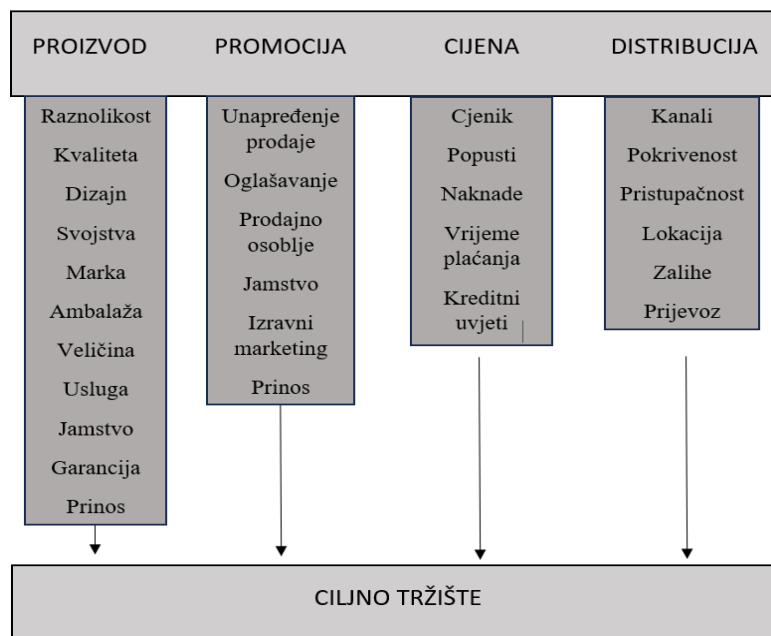 PROIZVOD
PROMOCIJA
CIJENA
DISTRIBUCIJA
Raznolikost
Kvaliteta
Dizajn
Svojstva
Marka
Ambalaža
Veličina
Usluga
Jamstvo
Garancija
Prinos
Unapređenje
prodaje
Oglašavanje
Prodajno
osoblje
Jamstvo
Izravni
marketing
Prinos
Cjenik
Popusti
Naknade
Vrijeme
plaćanja
Kreditni
uvjeti
Kanali
Pokrivenost
Pristupačnost
Lokacija
Zalihe
Prijevoz
CILJNO TRŽIŠTE